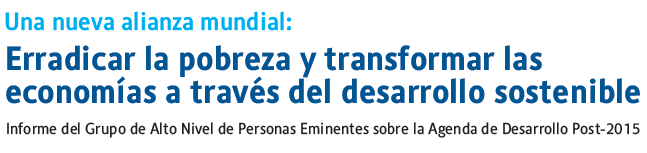 Una nueva alianza mundial:
Erradicar la pobreza y transformar las
economías a través del desarrollo sostenible
Informe del Grupo de Alto Nivel de Personas Eminentes sobre la Agenda de Desarrollo Post-2015